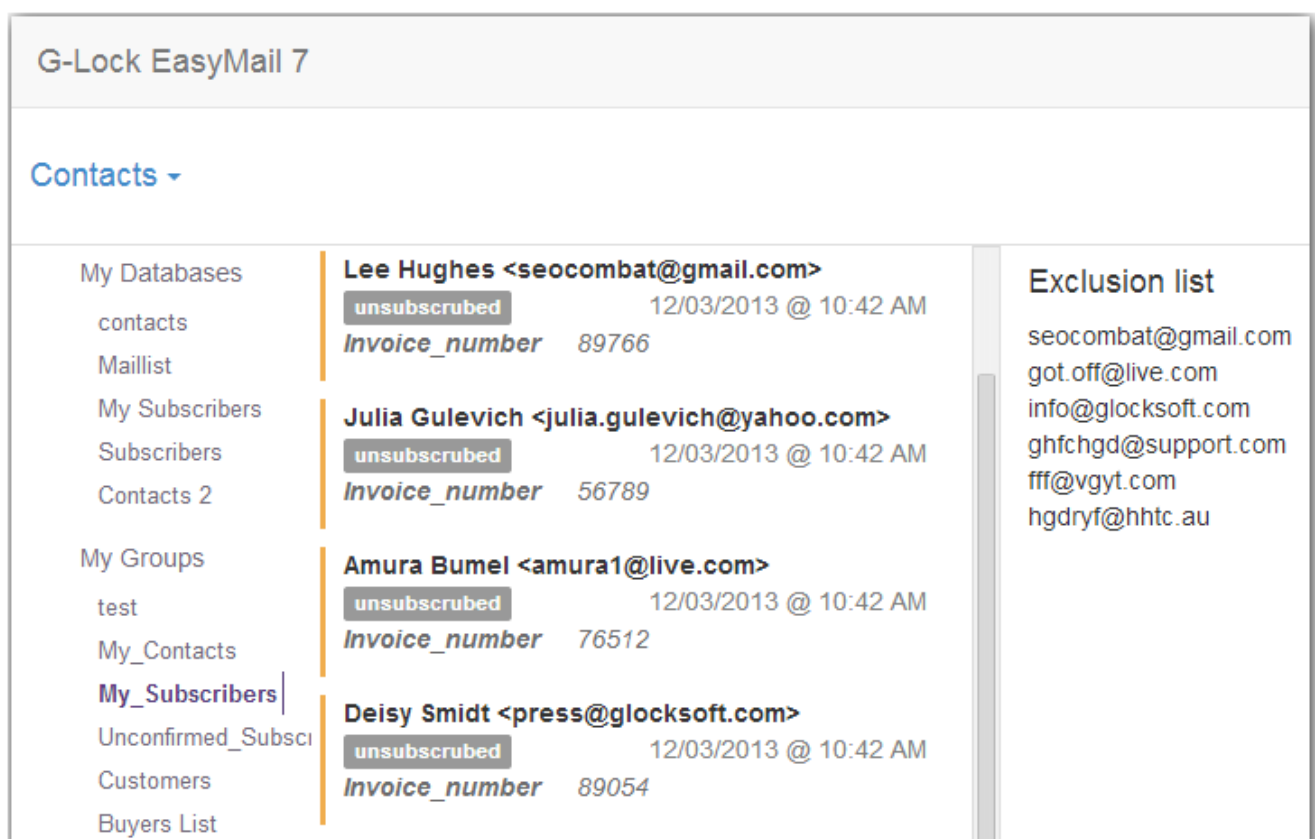 G-Lock EasyMail 7
Contacts
My Databases
contacts
Maillist
My Subscribers
Subscribers
Contacts 2
My Groups
test
My_Contacts
My_Subscribers
Unconfirmed_Subscr
Customers
Buyers List
Lee Hughes <seocombat@gmail.com>
unsubscrubed 12/03/2013 @ 10:42 AM
Invoice_number 89766
Julia Gulevich <julia.gulevich@yahoo.com>
unsubscrubed 12/03/2013 @ 10:42 AM
Invoice_number 56789
Amura Bumel <amura1@live.com>
unsubscrubed 12/03/2013 @ 10:42 AM
Invoice_number 76512
Deisy Smidt <press@glocksoft.com>
unsubscrubed 12/03/2013 @ 10:42 AM
Invoice_number 89054
Exclusion list
seocombat@gmail.com
got.off@live.com
info@glocksoft.com
ghfchgd@support.com
fff@vgyt.com
hgdryf@hhtc.au